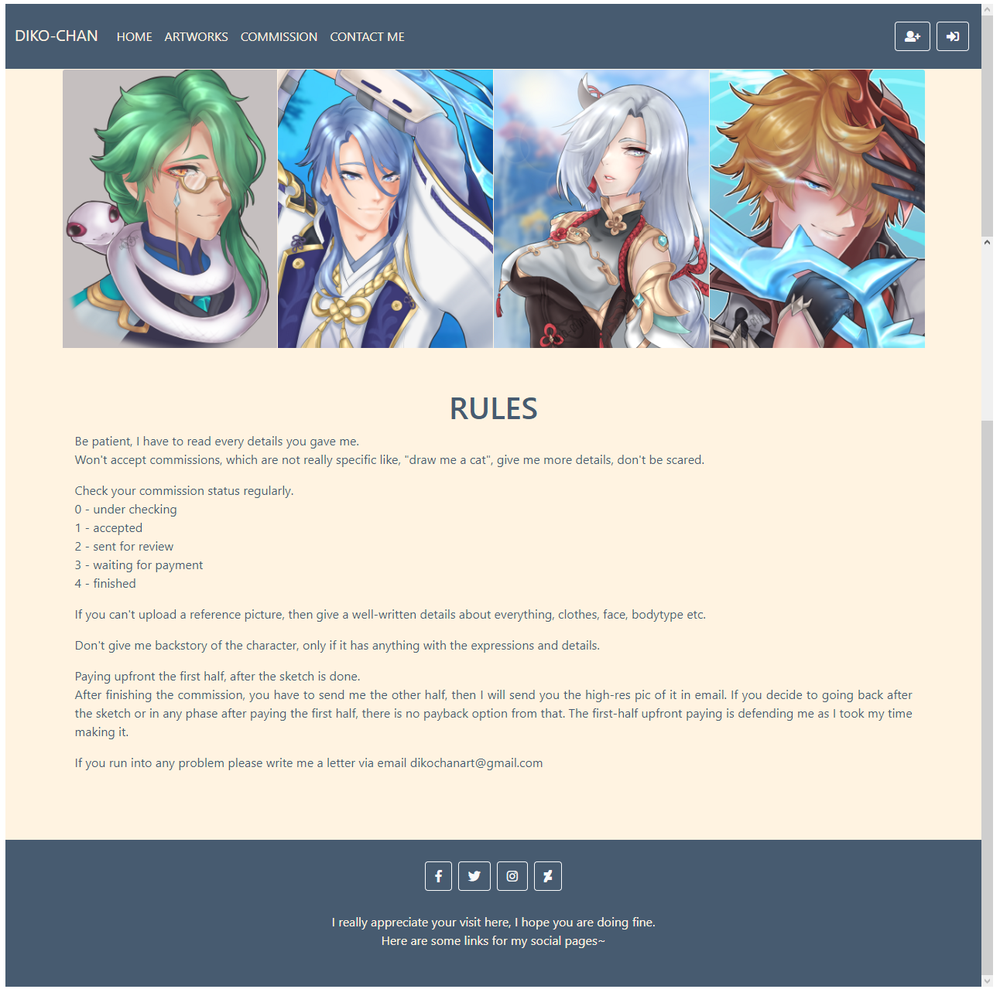 DIKO-CHAN HOME ARTWORKS COMMISSION CONTACT ME
RULES
Be patient, I have to read every details you gave me.
Won't accept commissions, which are not really specific like, "draw me a cat", give me more details, don't be scared.
Check your commission status regularly.
0 - under checking
1 - accepted
2 - sent for review
3 - waiting for payment
4 - finished
If you can't upload a reference picture, then give a well-written details about everything, clothes, face, bodytype etc.
Don't give me backstory of the character, only if it has anything with the expressions and details.
Paying upfront the first half, after the sketch is done.
After finishing the commission, you have to send me the other half, then I will send you the high-res pic of it in email. If you decide to going back after
the sketch or in any phase after paying the first half, there is no payback option from that. The first-half upfront paying is defending me as I took my time
making it.
If you run into any problem please write me a letter via email dikochanart@gmail.com
I really appreciate your visit here, I hope you are doing fine.
Here are some links for my social pages~